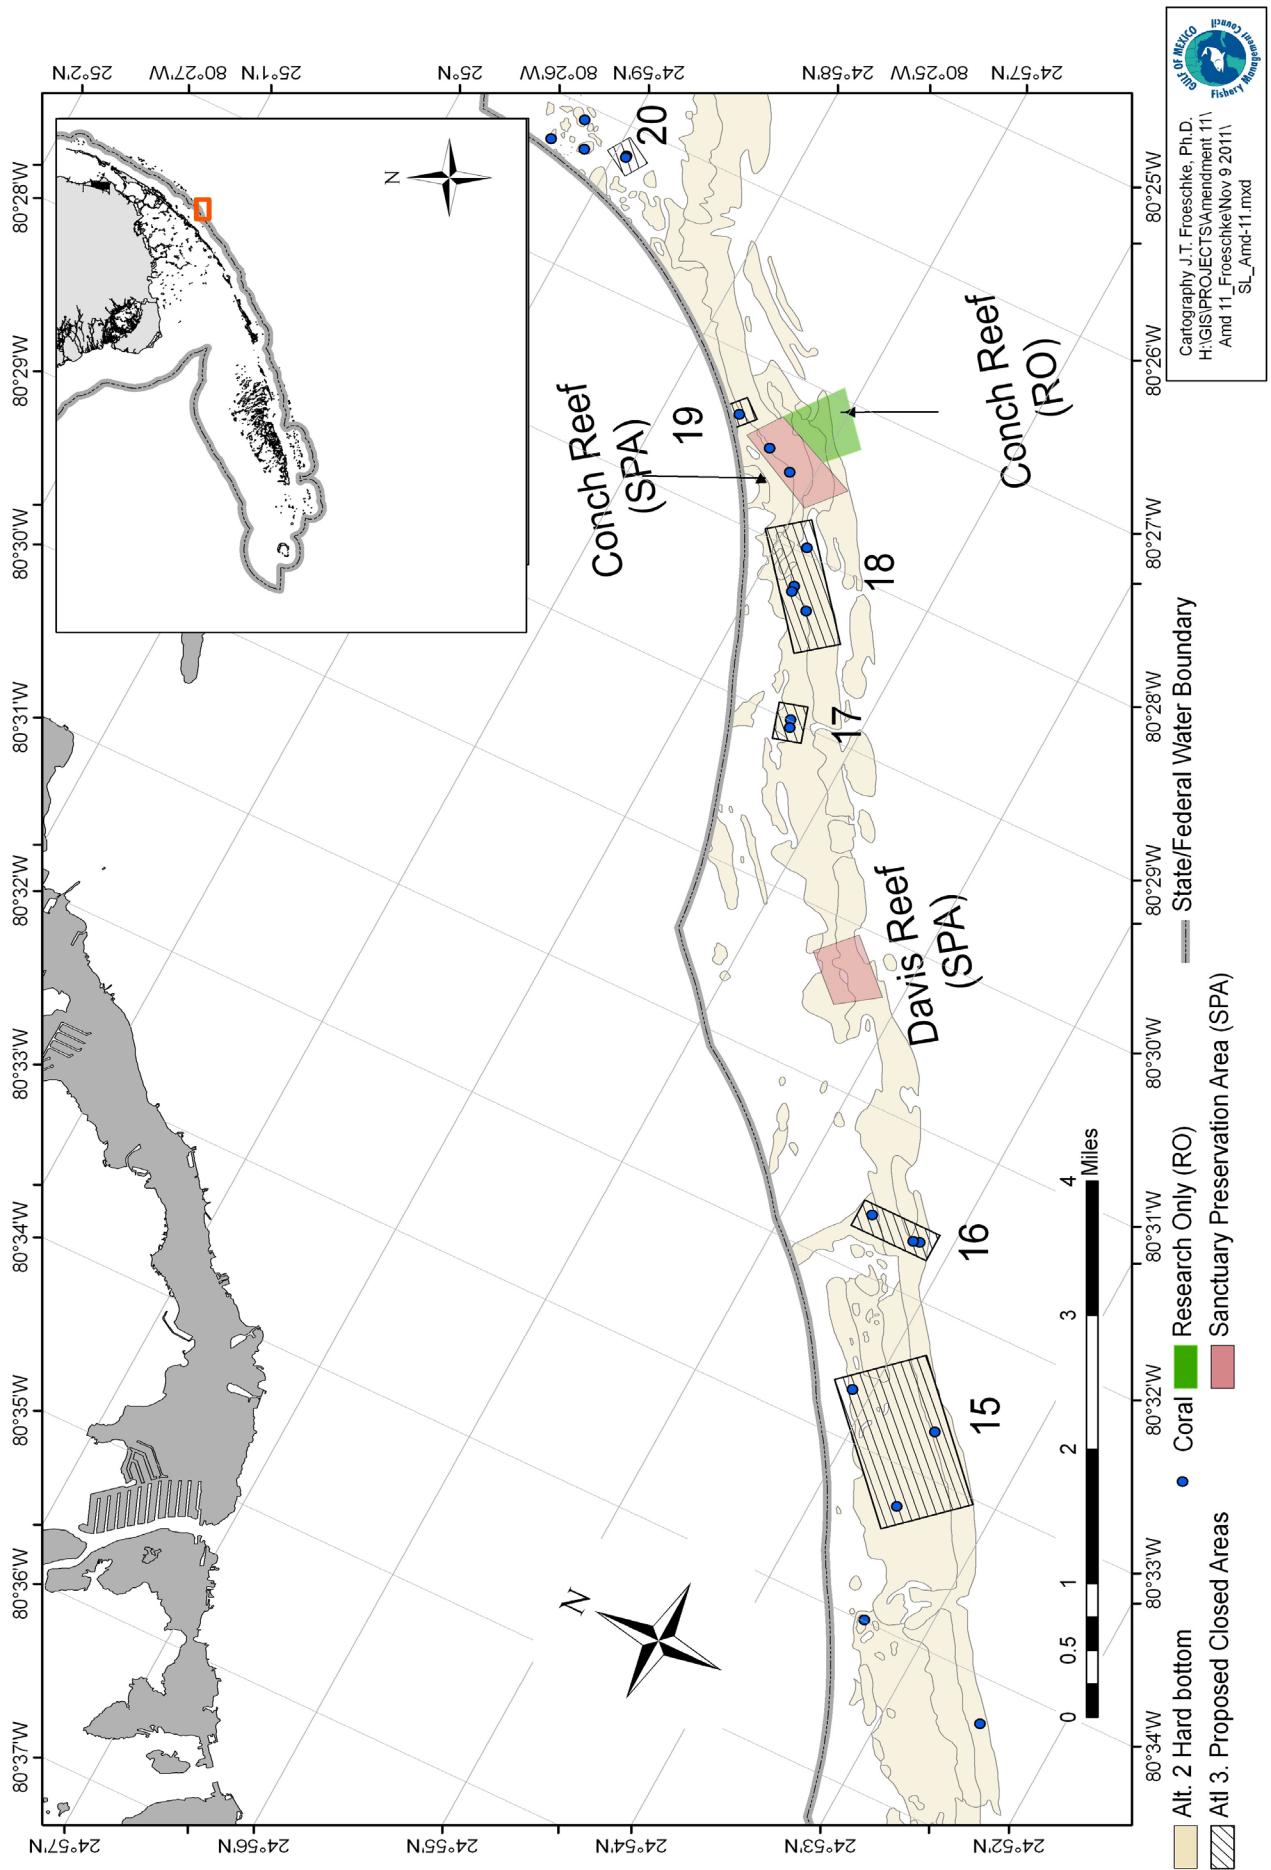 80°28'W
80°29'W
80°30'W
80°31'W
80°32'W
80°33'W
80°34'W
80°35'W
80°36'W
80°37'W
25°2'N
80°27'W
25°1'N
25°N
80°26'W
24°59'N
24°58'N
80°25'W
24°57'N
24°57'N
24°56'N
24°55'N
24°54'N
24°53'N
24°52'N
80°25'W
80°26'W
80°27'W
80°28'W
80°29'W
80°30'W
80°31'W
80°32'W
80°33'W
80°34'W
N
N
20
19
Conch Reef
(SPA)
Conch Reef
(RO)
18
17
Davis Reef
(SPA)
16
15
0
0.5
1
2
3
4
Miles
Alt. 2 Hard bottom
Coral
Research Only (RO)
State/Federal Water Boundary
Atl 3. Proposed Closed Areas
Sanctuary Preservation Area (SPA)
Cartography J.T. Froeschke, Ph.D.
H:\GIS\PROJECTS\Amendment 11\
Amd 11_Froeschke\Nov 9 2011\
SL_Amd-11.mxd
GULF OF MEXICO
Fishery Management Council